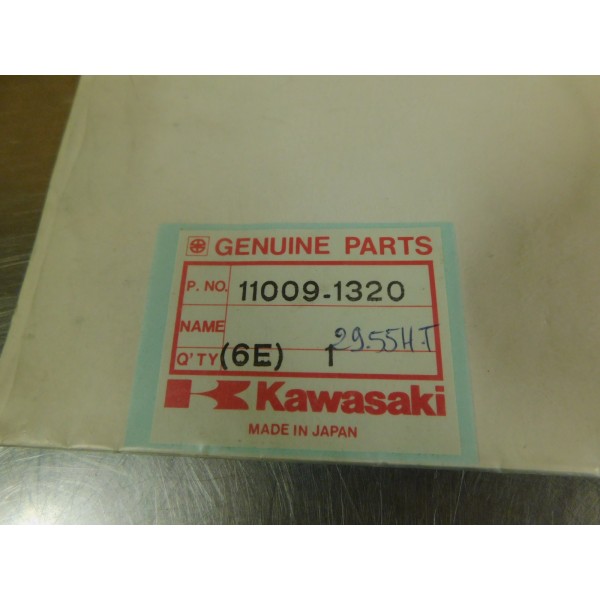 GENUINE PARTS
P. NO. 11009-1320
NAME
29.55H.T
Q'TY (6E) 1
Kawasaki
MADE IN JAPAN